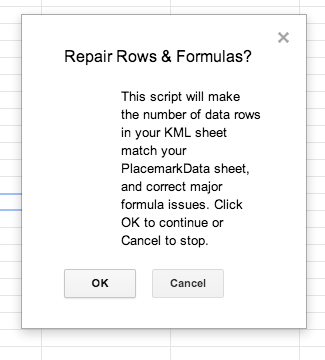 Repair Rows & Formulas?
This script will make
the number of data rows
in your KML sheet
match your
PlacemarkData sheet,
and correct major
formula issues. Click
OK to continue or
Cancel to stop.
OK
Cancel